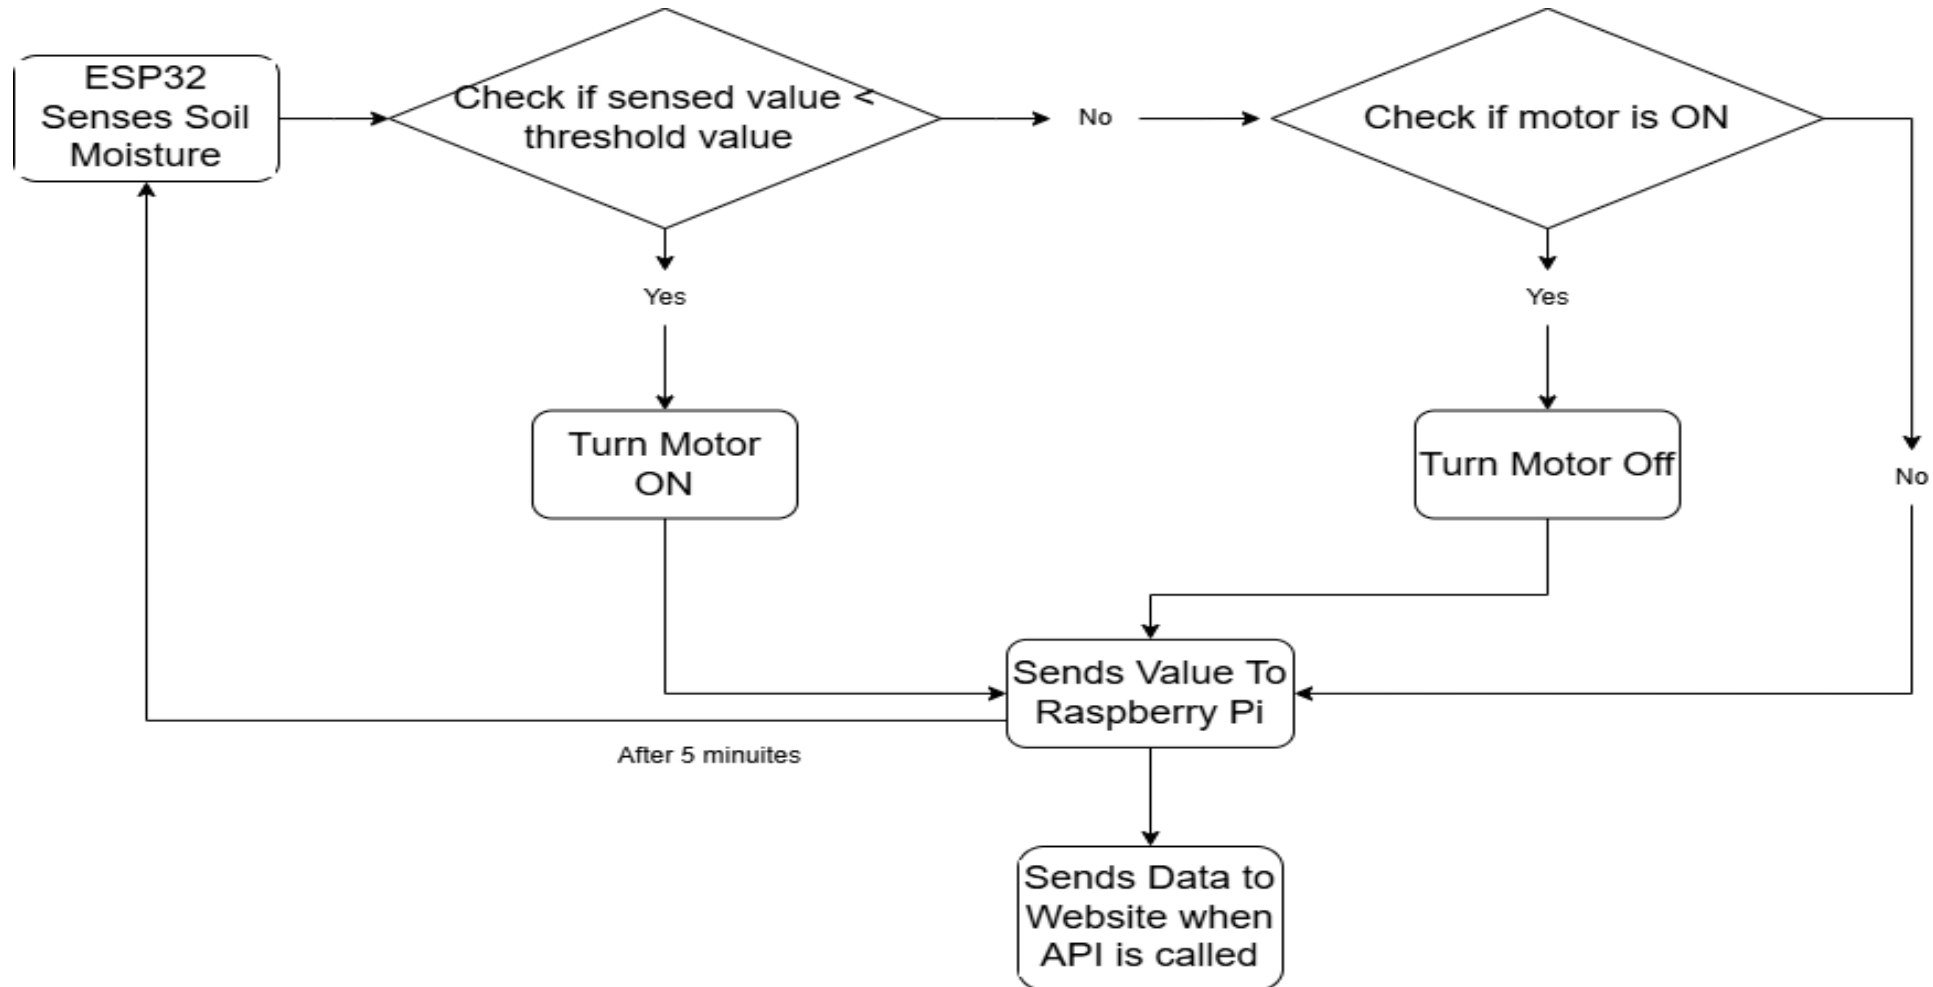 ESP32
Senses Soil
Moisture
Check if sensed value <
threshold value
No
Check if motor is ON
Yes
Yes
Turn Motor
ON
Turn Motor Off
No
Sends Value To
Raspberry Pi
After 5 minuites
Sends Data to
Website when
API is called